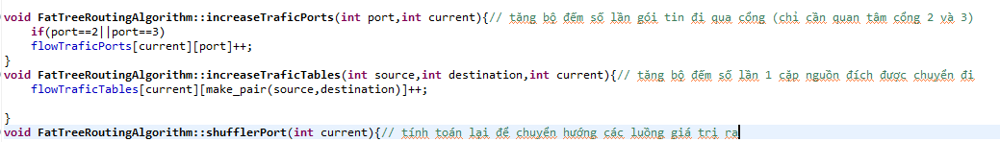 void FatTreeRoutingAlgorithm::increaseTraficPorts(int port,int current){// tăng bộ đếm số lần gói tin đi qua cổng (chỉ cần quan tâm cổng 2 và 3)
if(port==2||port==3)
flowTraficPorts[current][port]++;
}
void FatTreeRoutingAlgorithm::increaseTraficTables(int source,int destination,int current){// tăng bộ đếm số lần 1 cặp nguồn đích được chuyển đi
flowTraficTables[current][make_pair(source,destination)]++;
}
void FatTreeRoutingAlgorithm::shufflerPort(int current){// tính toán lại để chuyển hướng các luồng giá trị ra